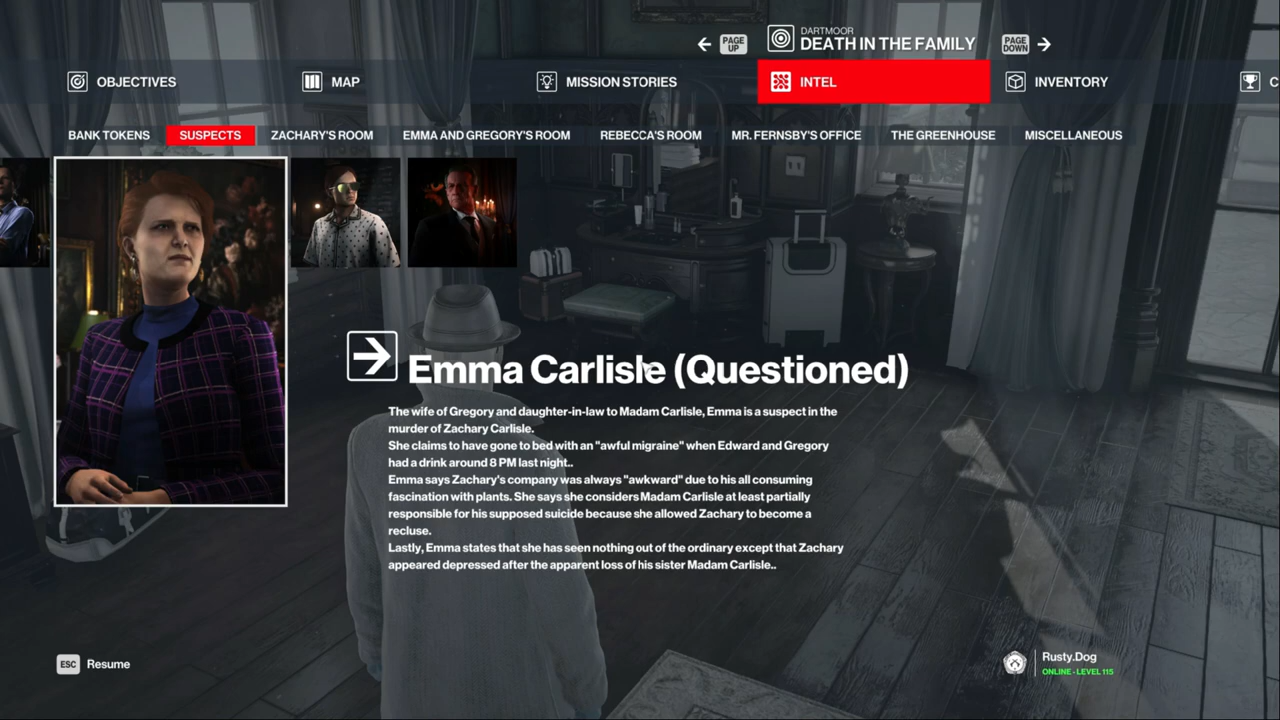 PAGE UP
DARTMOOR
DEATH IN THE FAMILY
PAGE DOWN
OBJECTIVES
MAP
MISSION STORIES
INTEL
INVENTORY
C
BANK TOKENS
SUSPECTS
ZACHARY'S ROOM
EMMA AND GREGORY'S ROOM
REBECCA'S ROOM
MR. FERNSBY'S OFFICE
THE GREENHOUSE
MISCELLANEOUS
Emma Carlisle (Questioned)
The wife of Gregory and daughter-in-law to Madam Carlisle, Emma is a suspect in the
murder of Zachary Carlisle.
She claims to have gone to bed with an "awful migraine" when Edward and Gregory
had a drink around 8 PM last night..
Emma says Zachary's company was always "awkward" due to his all consuming
fascination with plants. She says she considers Madam Carlisle at least partially
responsible for his supposed suicide because she allowed Zachary to become a
recluse.
Lastly, Emma states that she has seen nothing out of the ordinary except that Zachary
appeared depressed after the apparent loss of his sister Madam Carlisle..
ESC Resume
Rusty.Dog
ONLINE - LEVEL 115